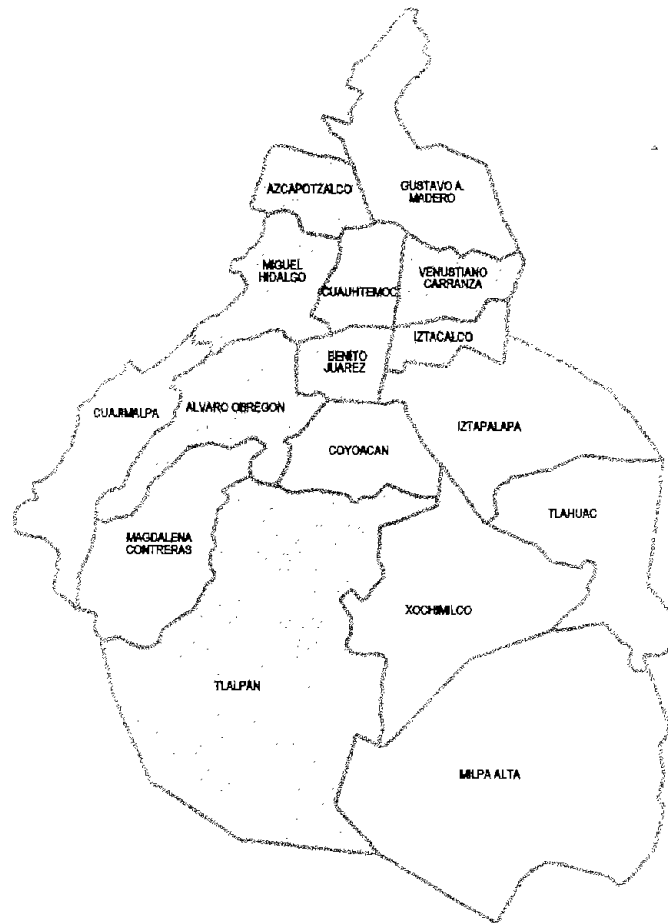 AZCAPOTZALCO
GUSTAVO A.
MADERO
MIGUEL
HIDALGO
CUAUHTEMOC
VENUSTIANO
CARRANZA
IZTACALCO
BENITO
JUAREZ
CUAJIMALPA
ALVARO OBREGON
IZTAPALAPA
COYOACAN
TLAHUAC
MAGDALENA
CONTRERAS
XOCHIMILCO
TLALPAN
MILPA ALTA